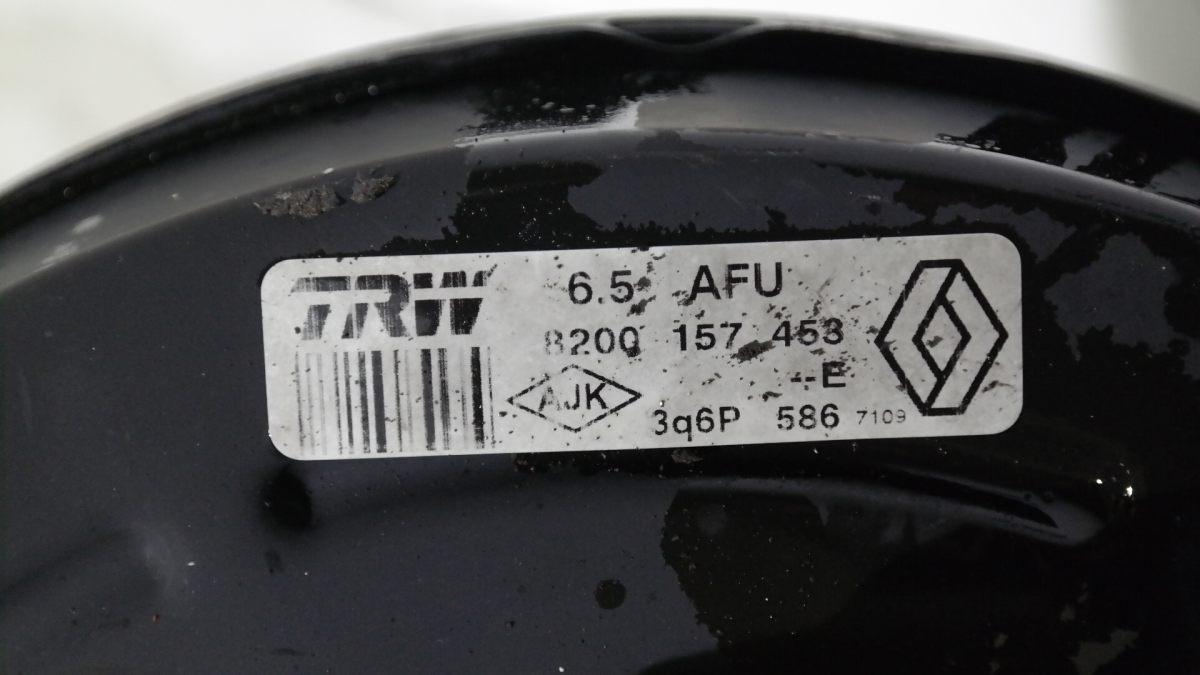 TRW 6.5 AFU
8200 157 453
--E
AJK 3q6P 586 7109